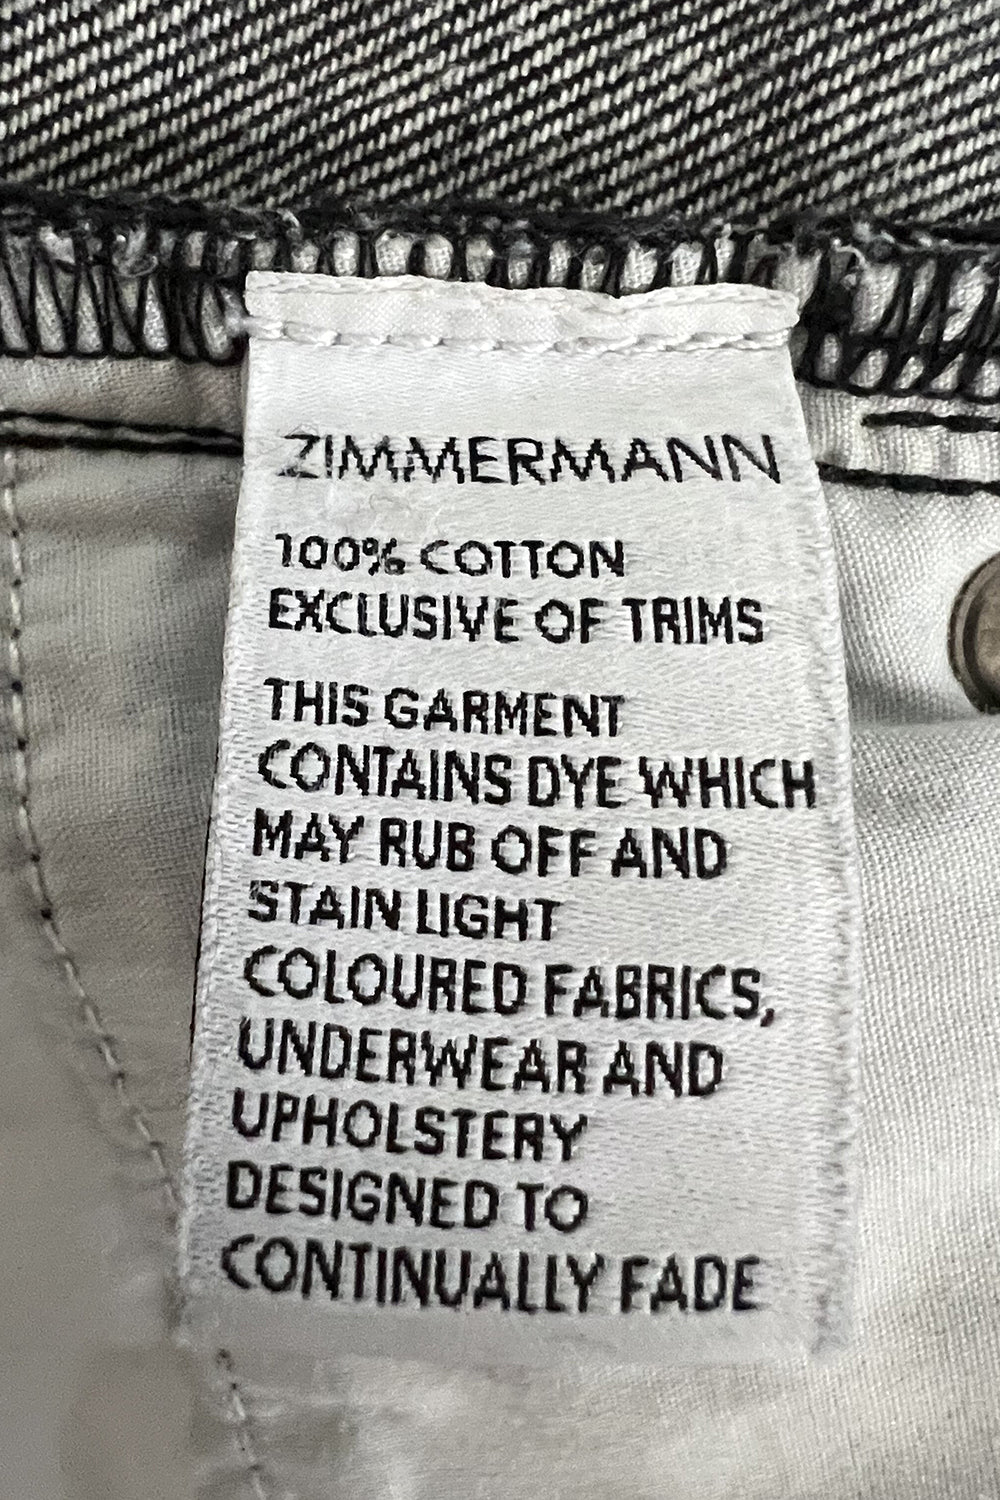 ZIMMERMANN
100% COTTON
EXCLUSIVE OF TRIMS
THIS GARMENT
CONTAINS DYE WHICH
MAY RUB OFF AND
STAIN LIGHT
COLOURED FABRICS,
UNDERWEAR AND
UPHOLSTERY
DESIGNED TO
CONTINUALLY FADE